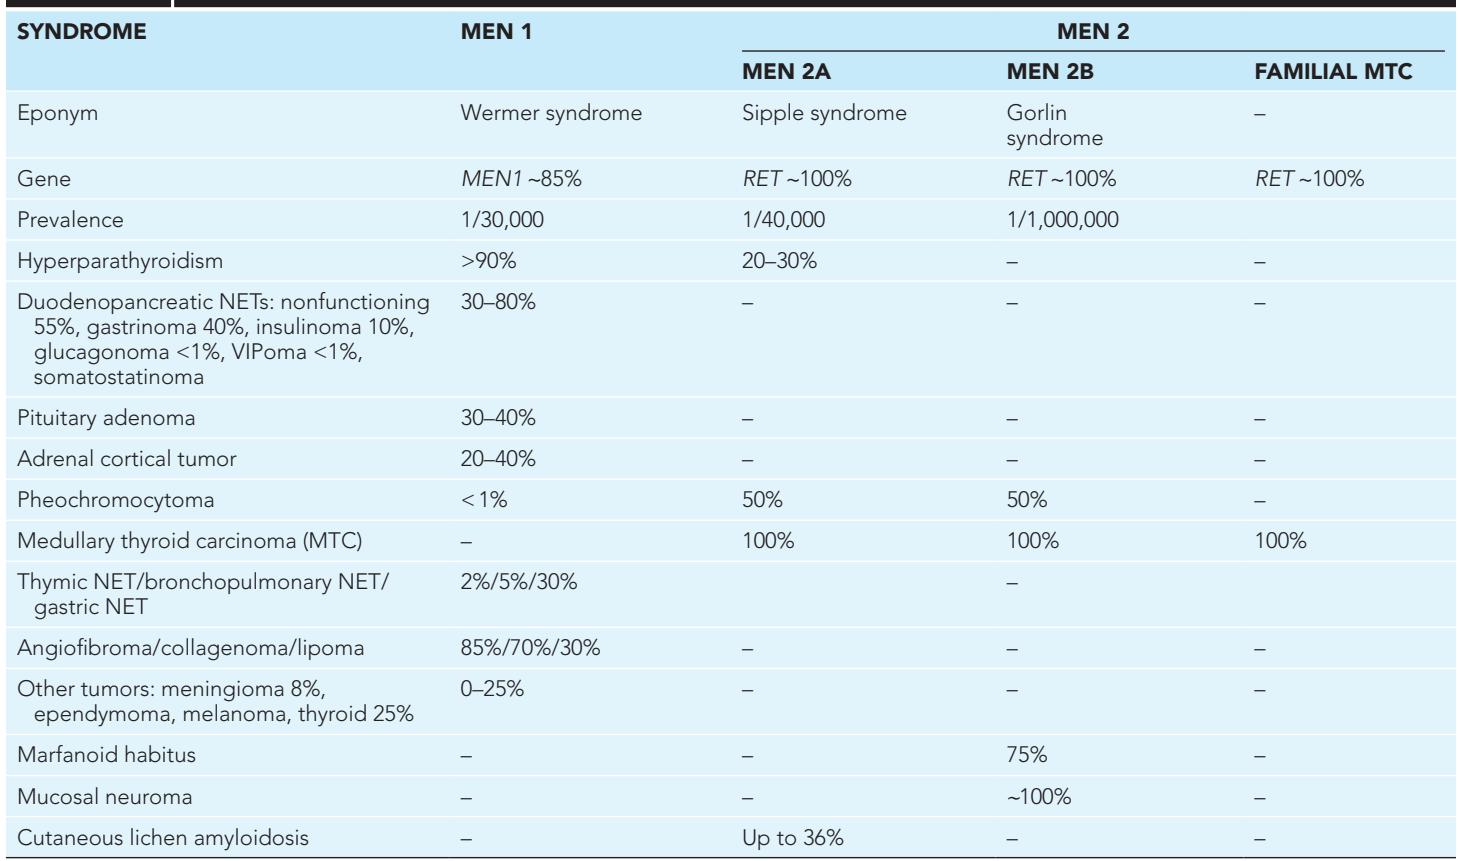 SYNDROME MEN 1 MEN 2
MEN 2A MEN 2B FAMILIAL MTC
Eponym Wermer syndrome Sipple syndrome Gorlin
syndrome –
Gene MEN1 ~85% RET ~100% RET ~100% RET ~100%
Prevalence 1/30,000 1/40,000 1/1,000,000
Hyperparathyroidism >90% 20–30% – –
Duodenopancreatic NETs: nonfunctioning 30–80% – – –
55%, gastrinoma 40%, insulinoma 10%,
glucagonoma <1%, VIPoma <1%,
somatostatinoma
Pituitary adenoma 30–40% – – –
Adrenal cortical tumor 20–40% – – –
Pheochromocytoma <1% 50% 50% –
Medullary thyroid carcinoma (MTC) – 100% 100% 100%
Thymic NET/bronchopulmonary NET/ 2%/5%/30% –
gastric NET
Angiofibroma/collagenoma/lipoma 85%/70%/30% – – –
Other tumors: meningioma 8%, 0–25% – – –
ependymoma, melanoma, thyroid 25%
Marfanoid habitus – – 75% –
Mucosal neuroma – – ~100% –
Cutaneous lichen amyloidosis – Up to 36% – –